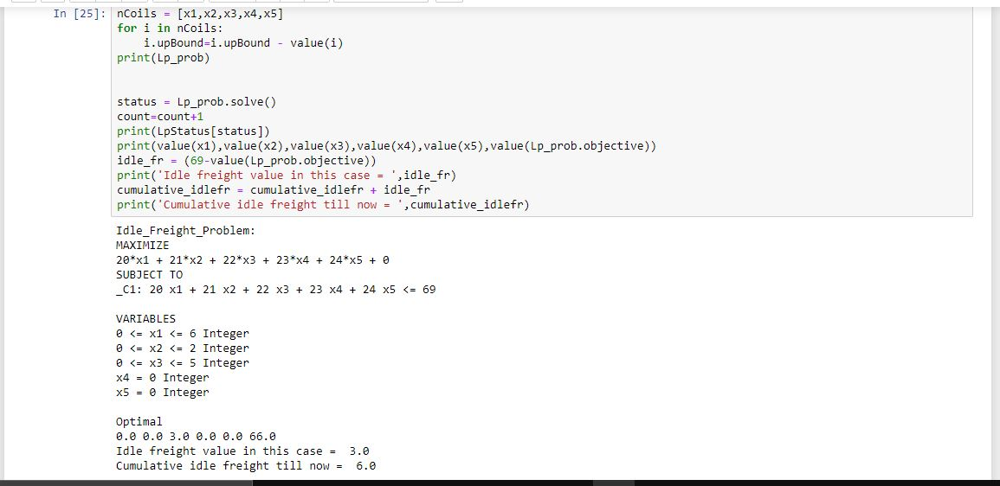 In [25]: nCoils = [x1,x2,x3,x4,x5]
for i in nCoils:
    i.upBound=i.upBound - value(i)
print(Lp_prob)
status = Lp_prob.solve()
count=count+1
print(LpStatus[status])
print(value(x1),value(x2),value(x3),value(x4),value(x5),value(Lp_prob.objective))
idle_fr = (69-value(Lp_prob.objective))
print('Idle freight value in this case = ',idle_fr)
cumulative_idlefr = cumulative_idlefr + idle_fr
print('Cumulative idle freight till now = ',cumulative_idlefr)
Idle_Freight_Problem:
MAXIMIZE
20*x1 + 21*x2 + 22*x3 + 23*x4 + 24*x5 + 0
SUBJECT TO
_C1: 20 x1 + 21 x2 + 22 x3 + 23 x4 + 24 x5 <= 69
VARIABLES
0 <= x1 <= 6 Integer
0 <= x2 <= 2 Integer
0 <= x3 <= 5 Integer
x4 = 0 Integer
x5 = 0 Integer
Optimal
0.0 0.0 3.0 0.0 0.0 66.0
Idle freight value in this case =  3.0
Cumulative idle freight till now =  6.0